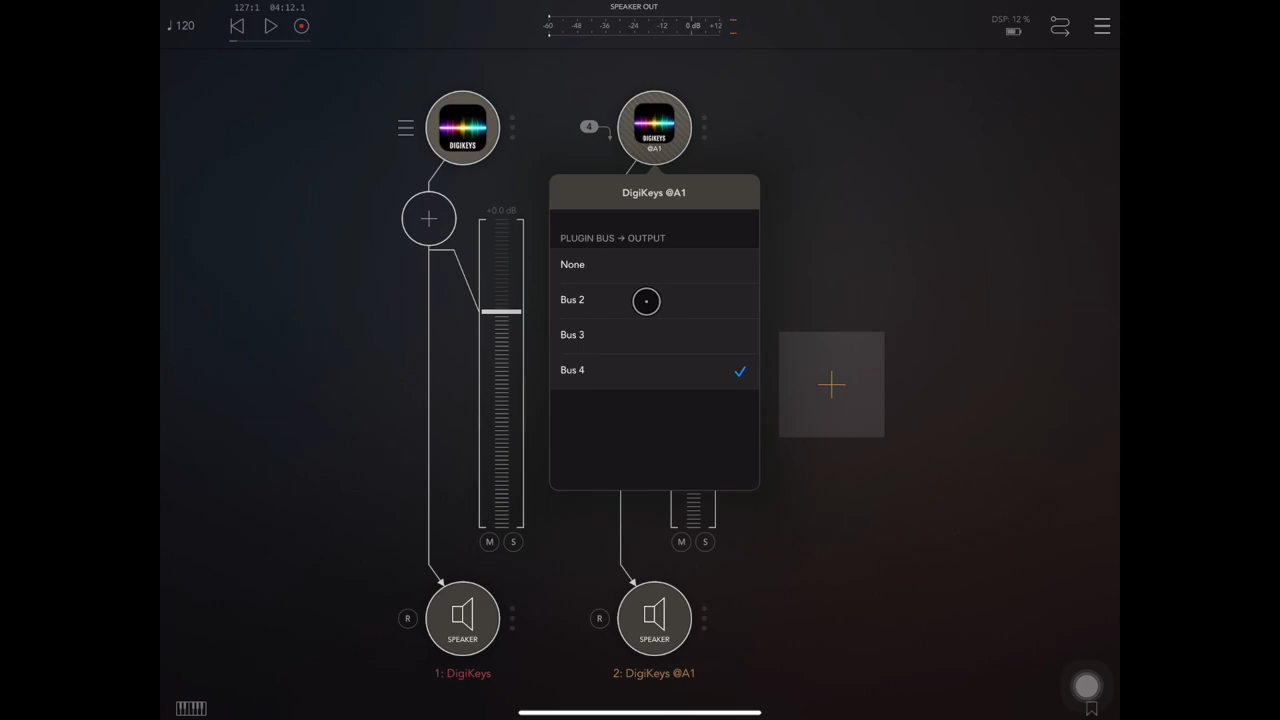 127:1 04:12.1
♩ 120
SPEAKER OUT
-60 -48 -36 -24 -12 0 dB +12
DSP: 12 %
DIGIKEYS
4
DIGIKEYS
@A1
DigiKeys @A1
PLUGIN BUS → OUTPUT
None
Bus 2
Bus 3
Bus 4
+0.0 dB
M S
M S
R
SPEAKER
R
SPEAKER
1: DigiKeys
2: DigiKeys @A1